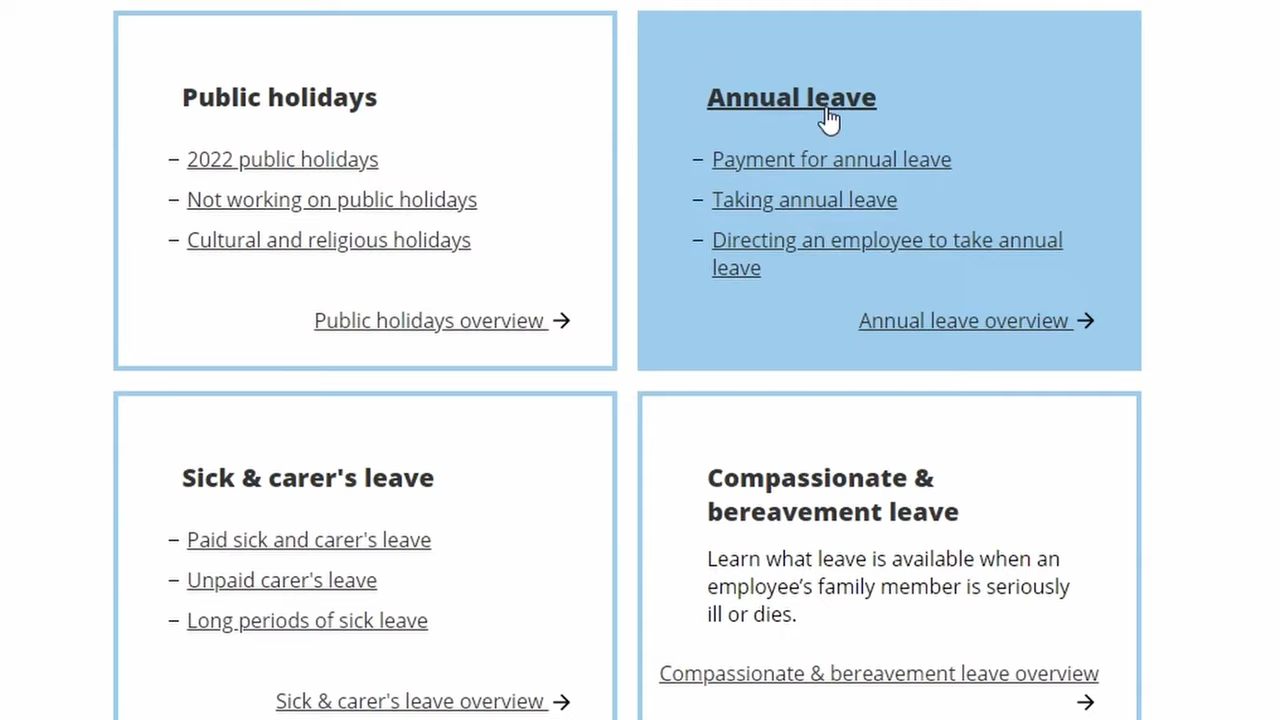 Public holidays
– 2022 public holidays
– Not working on public holidays
– Cultural and religious holidays
Public holidays overview →
Annual leave
– Payment for annual leave
– Taking annual leave
– Directing an employee to take annual
leave
Annual leave overview →
Sick & carer's leave
– Paid sick and carer's leave
– Unpaid carer's leave
– Long periods of sick leave
Sick & carer's leave overview →
Compassionate &
bereavement leave
Learn what leave is available when an
employee’s family member is seriously
ill or dies.
Compassionate & bereavement leave overview
→